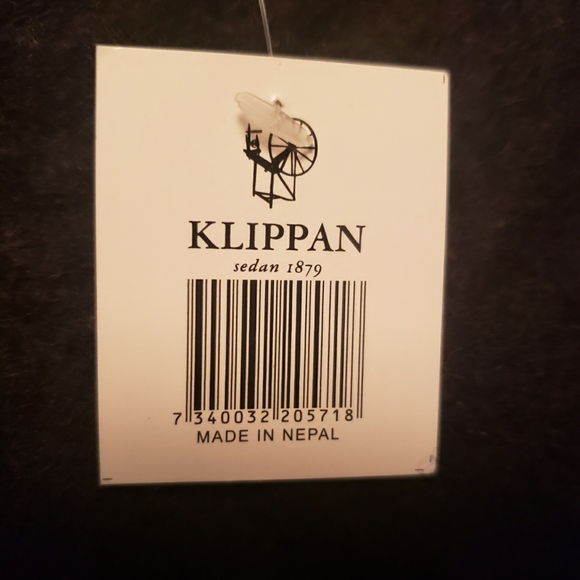 KLIPPAN
sedan 1879
7 340032 205718
MADE IN NEPAL